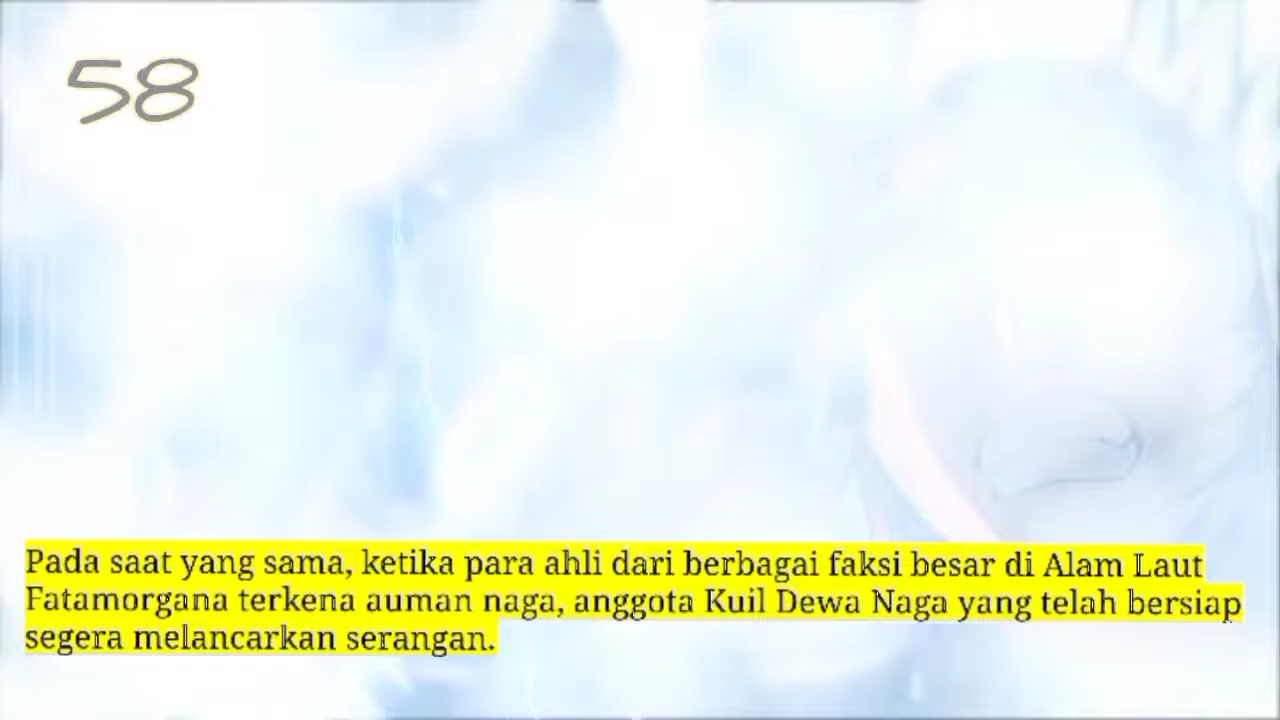 58
Pada saat yang sama, ketika para ahli dari berbagai faksi besar di Alam Laut
Fatamorgana terkena auman naga, anggota Kuil Dewa Naga yang telah bersiap
segera melancarkan serangan.